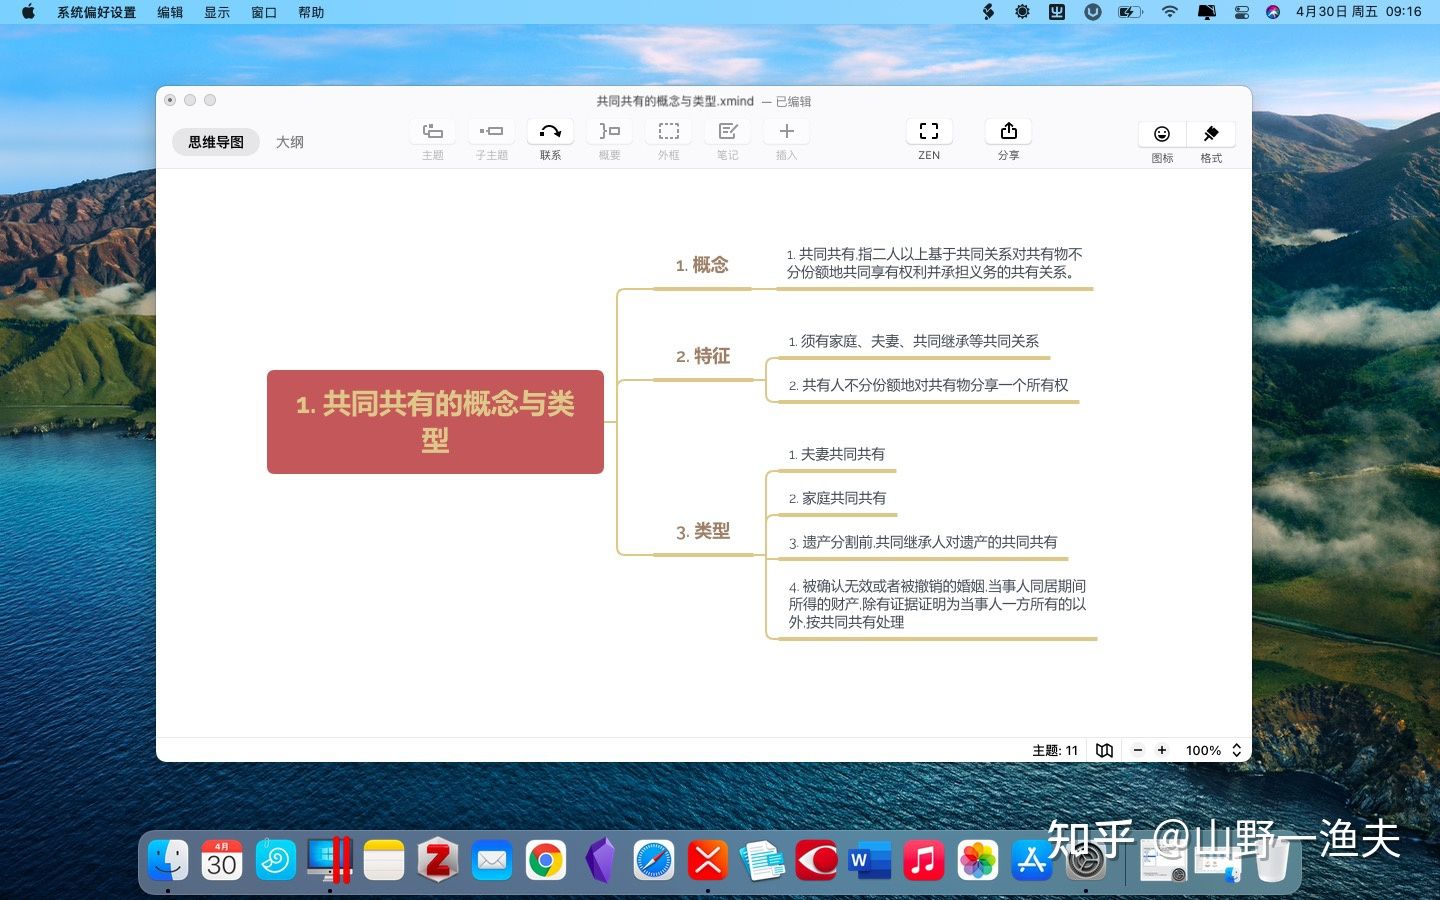 系统偏好设置 编辑 显示 窗口 帮助 4月30日 周五 09:16
共同共有的概念与类型.xmind — 已编辑
思维导图 大纲
主题 子主题 联系 概要 外框 笔记 插入 ZEN 分享 图标 格式
1. 共同共有的概念与类
型
1. 概念
1. 共同共有,指二人以上基于共同关系对共有物不
分份额地共同享有权利并承担义务的共有关系。
2. 特征
1. 须有家庭、夫妻、共同继承等共同关系
2. 共有人不分份额地对共有物分享一个所有权
3. 类型
1. 夫妻共同共有
2. 家庭共同共有
3. 遗产分割前,共同继承人对遗产的共同共有
4. 被确认无效或者被撤销的婚姻,当事人同居期间
所得的财产,除有证据证明为当事人一方所有的以
外,按共同共有处理
主题: 11 100%
4月
30
Z
W
知乎 @山野一渔夫